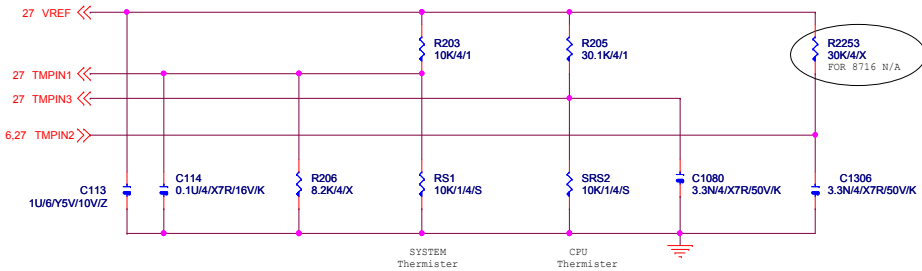 27 VREF
R203
10K/4/1
R205
30.1K/4/1
R2253
30K/4/X
FOR 8716 N/A
27 TMPIN1
27 TMPIN3
6,27 TMPIN2
C113
1U/6/Y5V/10V/Z
C114
0.1U/4/X7R/16V/K
R206
8.2K/4/X
RS1
10K/1/4/S
SRS2
10K/1/4/S
C1080
3.3N/4/X7R/50V/K
C1306
3.3N/4/X7R/50V/K
SYSTEM
Thermister
CPU
Thermister